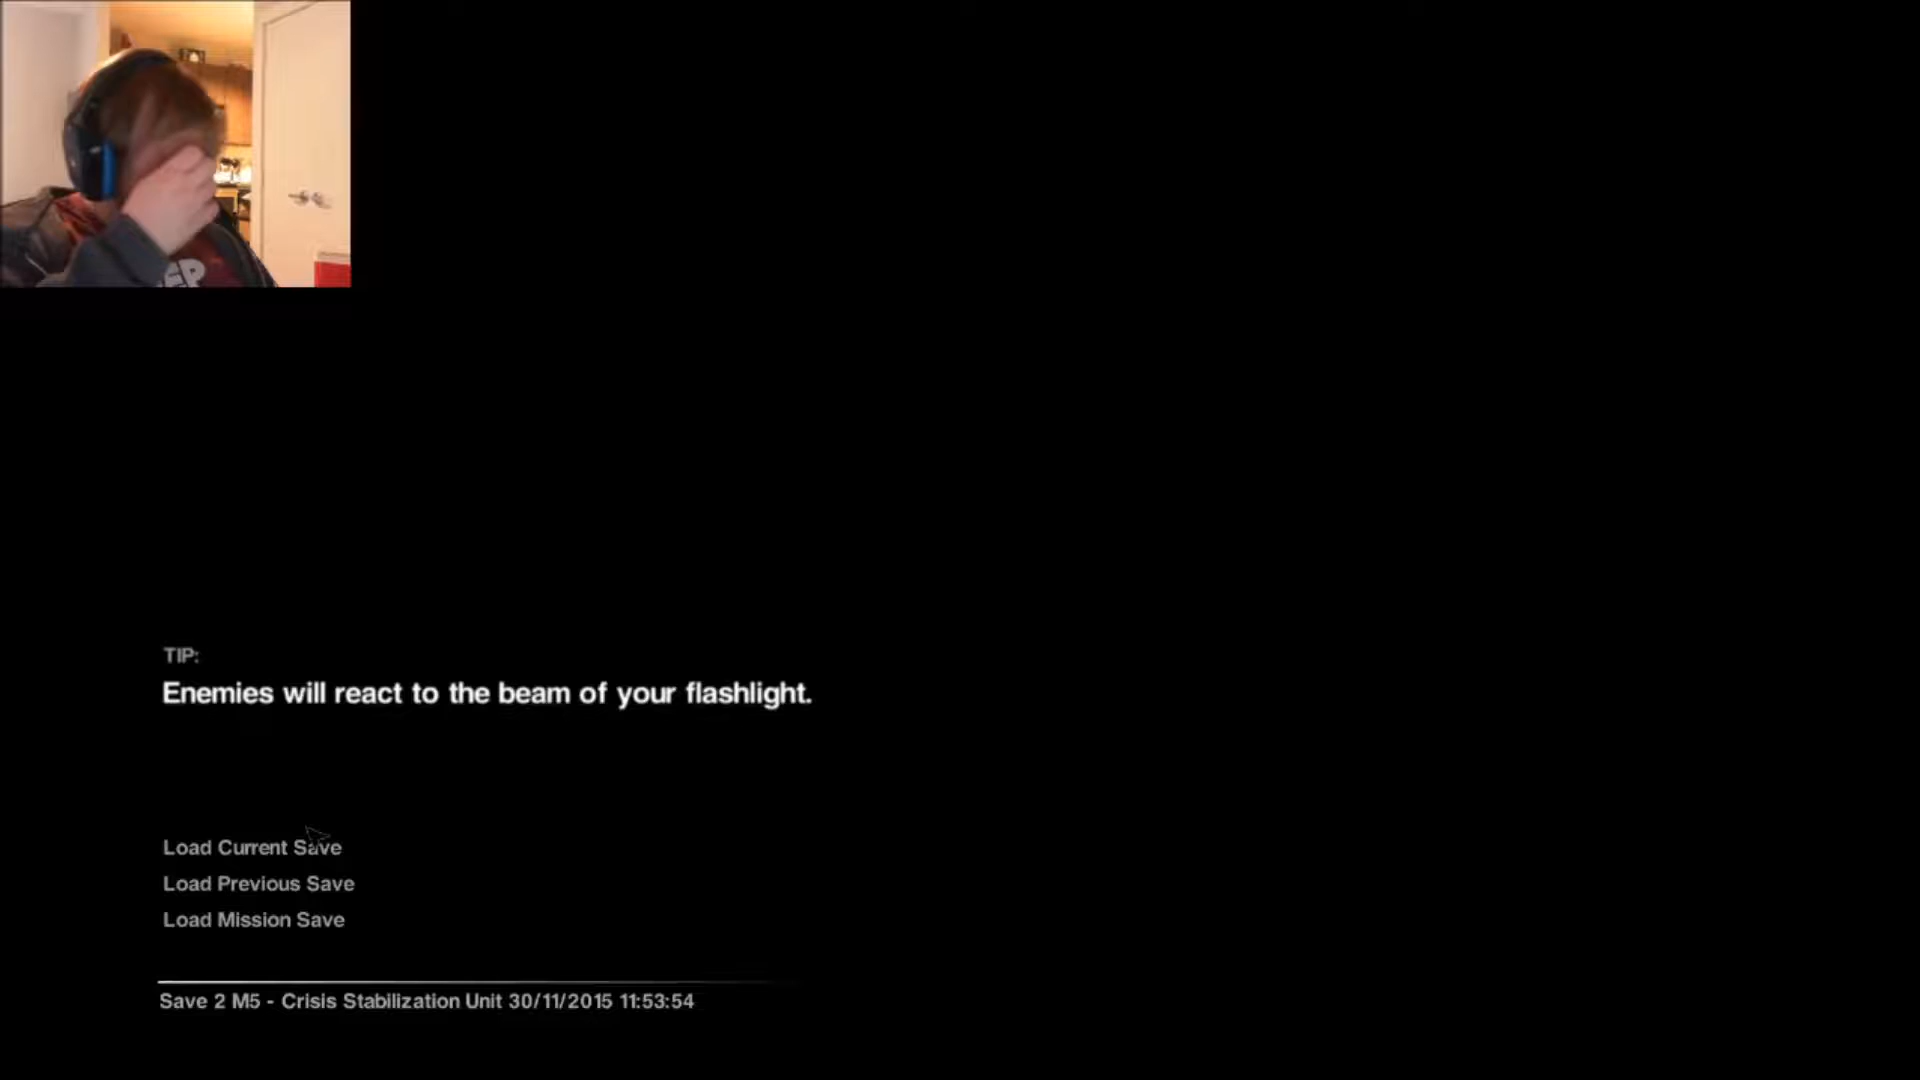 TIP:
Enemies will react to the beam of your flashlight.
Load Current Save
Load Previous Save
Load Mission Save
Save 2 M5 - Crisis Stabilization Unit 30/11/2015 11:53:54